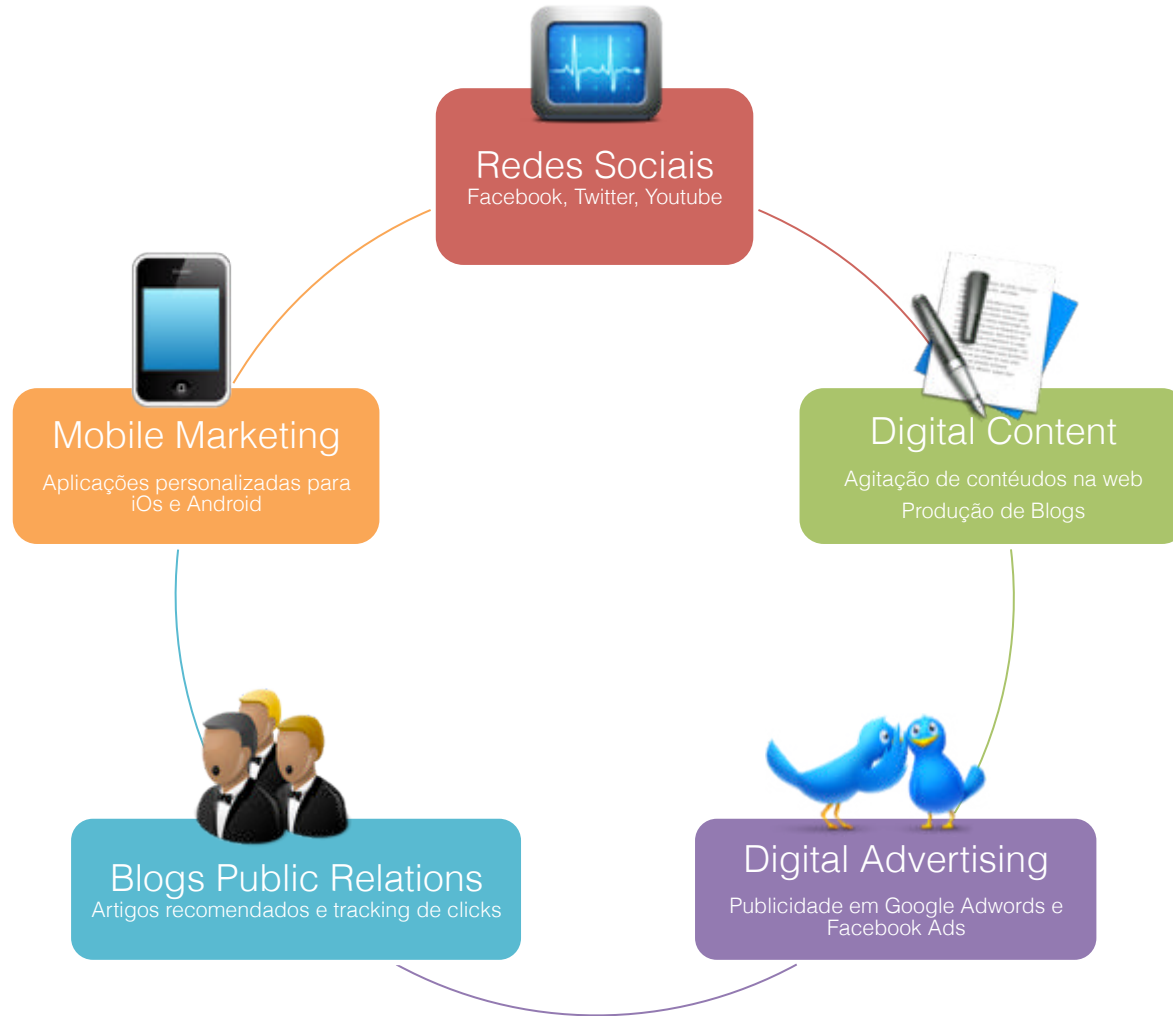 Redes Sociais
Facebook, Twitter, Youtube
Mobile Marketing
Aplicações personalizadas para
iOs e Android
Digital Content
Agitação de contéudos na web
Produção de Blogs
Blogs Public Relations
Artigos recomendados e tracking de clicks
Digital Advertising
Publicidade em Google Adwords e
Facebook Ads